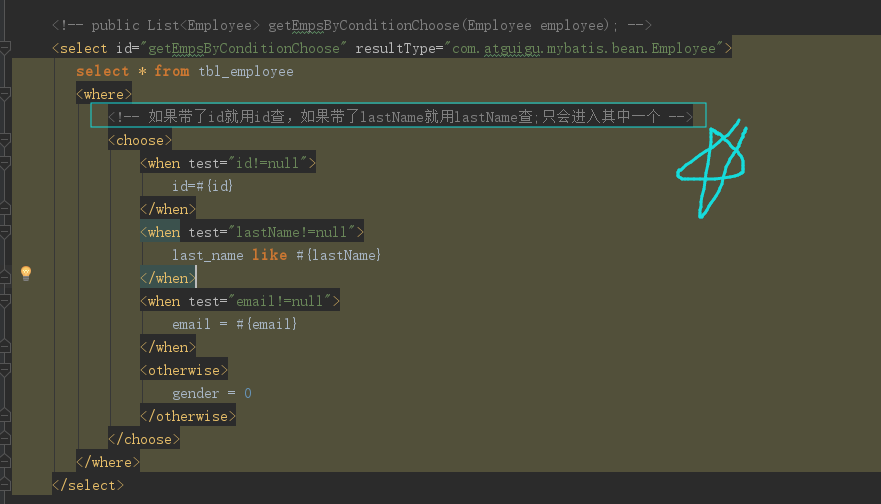 <!-- public List<Employee> getEmpsByConditionChoose(Employee employee); -->
<select id="getEmpsByConditionChoose" resultType="com.atguigu.mybatis.bean.Employee">
select * from tbl_employee
<where>
<!-- 如果带了id就用id查，如果带了lastName就用lastName查;只会进入其中一个 -->
<choose>
<when test="id!=null">
id=#{id}
</when>
<when test="lastName!=null">
last_name like #{lastName}
</when>
<when test="email!=null">
email = #{email}
</when>
<otherwise>
gender = 0
</otherwise>
</choose>
</where>
</select>